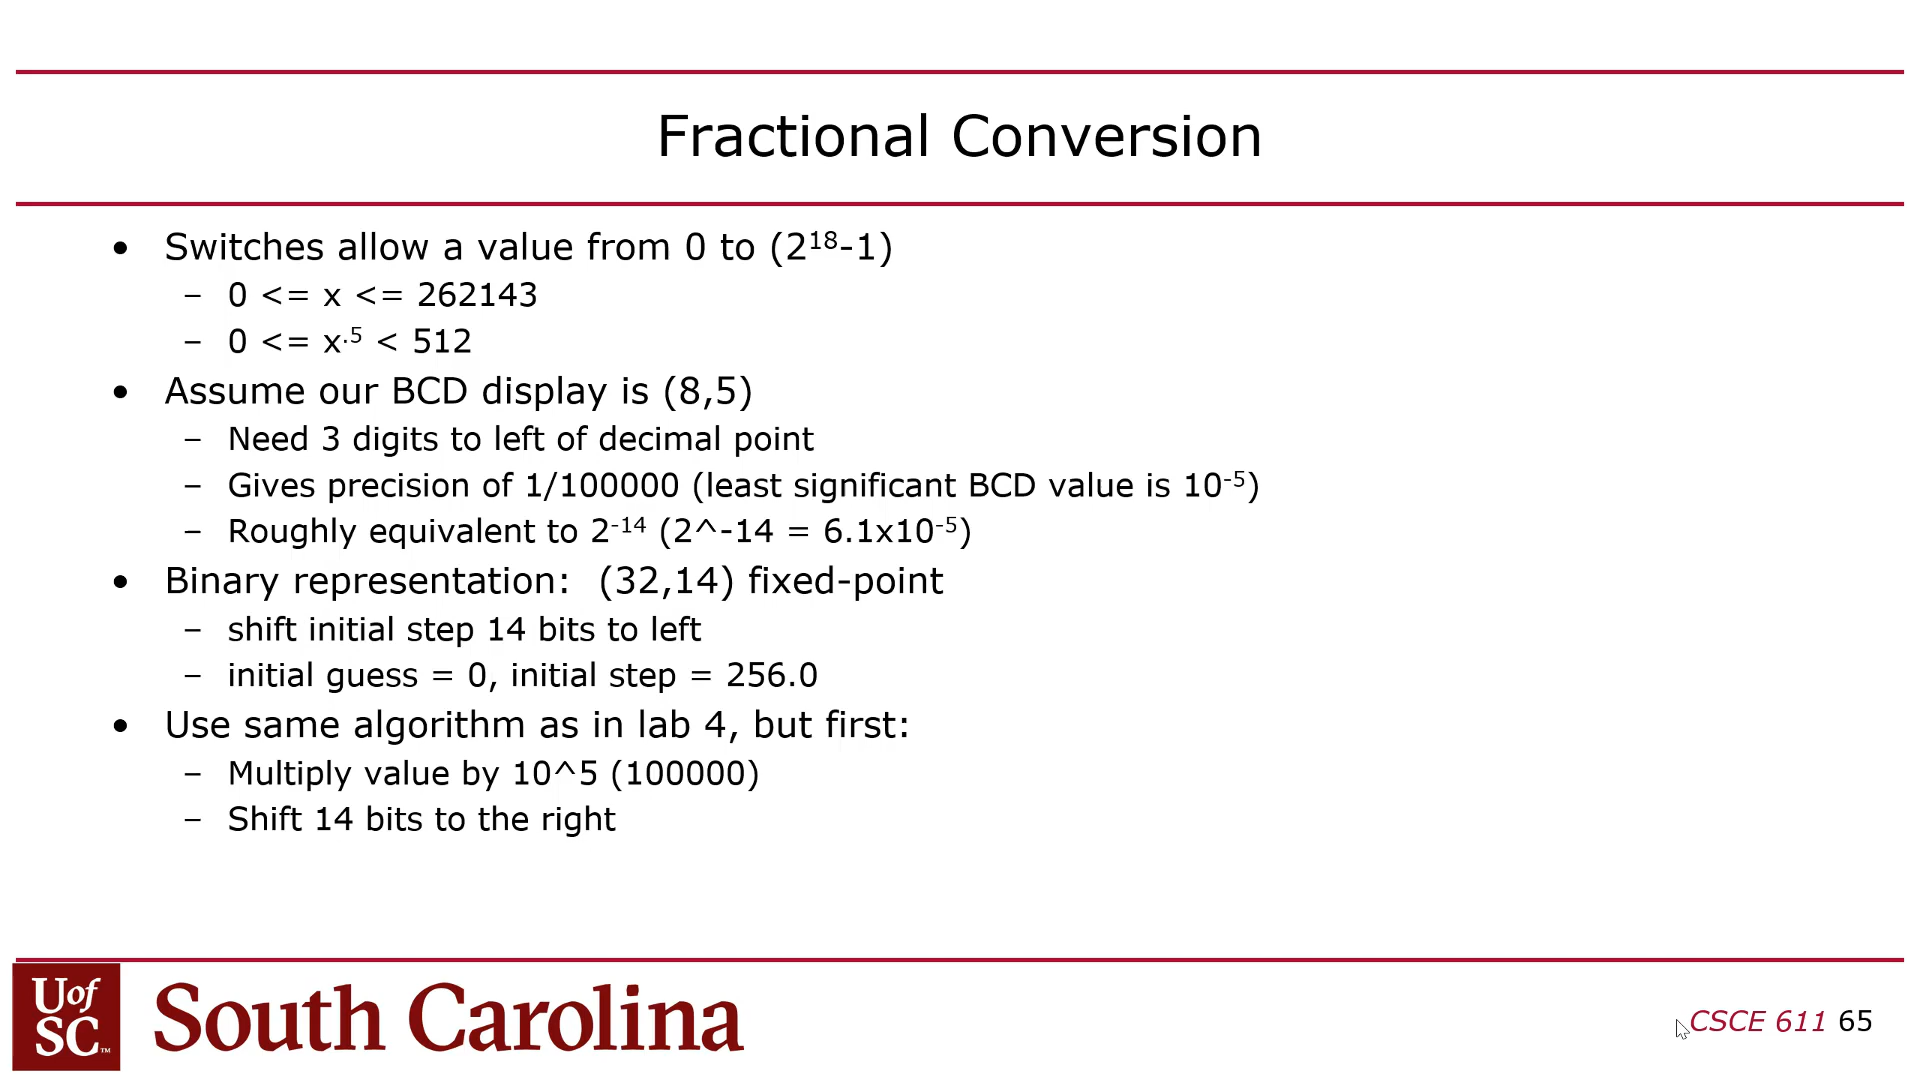 Fractional Conversion
• Switches allow a value from 0 to (2¹⁸-1)
– 0 <= x <= 262143
– 0 <= x^.5 < 512
• Assume our BCD display is (8,5)
– Need 3 digits to left of decimal point
– Gives precision of 1/100000 (least significant BCD value is 10⁻⁵)
– Roughly equivalent to 2⁻¹⁴ (2^-14 = 6.1x10⁻⁵)
• Binary representation:  (32,14) fixed-point
– shift initial step 14 bits to left
– initial guess = 0, initial step = 256.0
• Use same algorithm as in lab 4, but first:
– Multiply value by 10^5 (100000)
– Shift 14 bits to the right
U of SC™
South Carolina
CSCE 611 65